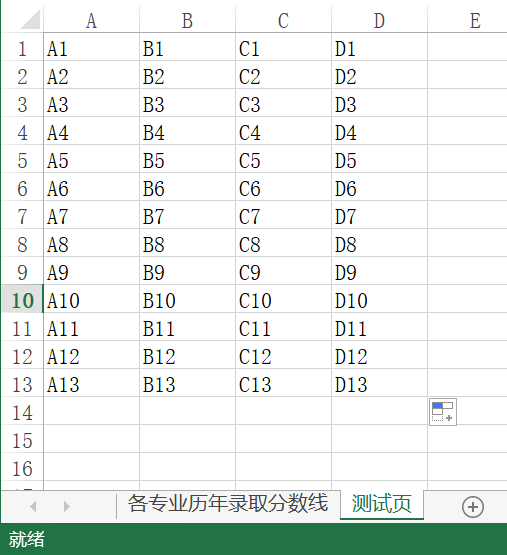 A B C D E
1 A1 B1 C1 D1
2 A2 B2 C2 D2
3 A3 B3 C3 D3
4 A4 B4 C4 D4
5 A5 B5 C5 D5
6 A6 B6 C6 D6
7 A7 B7 C7 D7
8 A8 B8 C8 D8
9 A9 B9 C9 D9
10 A10 B10 C10 D10
11 A11 B11 C11 D11
12 A12 B12 C12 D12
13 A13 B13 C13 D13
14
15
16
各专业历年录取分数线 测试页
就绪